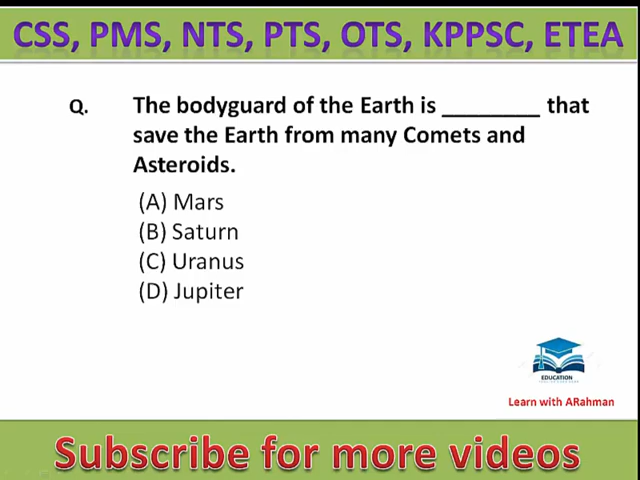 CSS, PMS, NTS, PTS, OTS, KPPSC, ETEA
Q. The bodyguard of the Earth is ________ that
save the Earth from many Comets and
Asteroids.
(A) Mars
(B) Saturn
(C) Uranus
(D) Jupiter
EDUCATION
Learn with ARahman
Subscribe for more videos